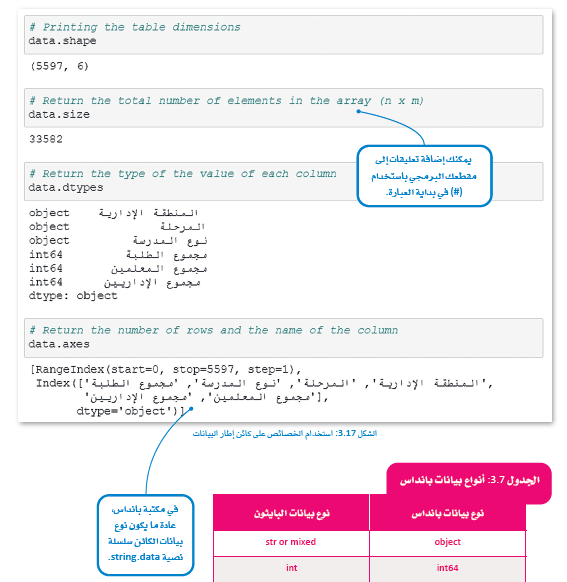 # Printing the table dimensions
data.shape
(5597, 6)
# Return the total number of elements in the array (n x m)
data.size
33582
يمكنك إضافة تعليقات إلى
مقطعك البرمجي باستخدام
(#) في بداية العبارة.
# Return the type of the value of each column
data.dtypes
object المنطقة الإدارية
object المرحلة
object نوع المدرسة
int64 مجموع الطلبة
int64 مجموع المعلمين
int64 مجموع الإداريين
dtype: object
# Return the number of rows and the name of the column
data.axes
[RangeIndex(start=0, stop=5597, step=1),
Index(['المنطقة الإدارية', 'المرحلة', 'نوع المدرسة', 'مجموع الطلبة',
'مجموع المعلمين', 'مجموع الإداريين'],
dtype='object')]
الشكل 3.17: استخدام الخصائص على كائن إطار البيانات
في مكتبة بانداس،
عادة ما يكون نوع
بيانات الكائن سلسلة
نصية string.data.
الجدول 3.7: أنواع بيانات بانداس
نوع بيانات بانداس نوع بيانات البايثون
object str or mixed
int64 int